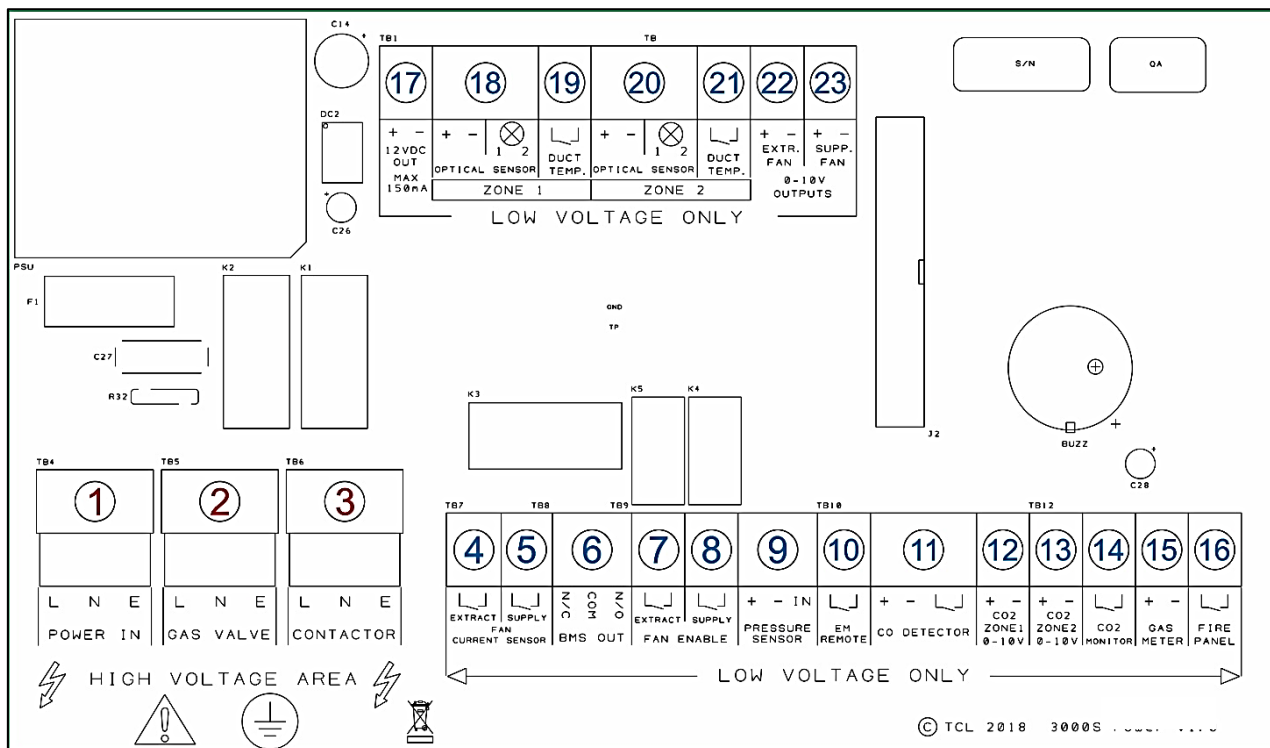 C14
TB1 TB
17 18 19 20 21 22 23
S/N QA
DC2
+ − + − 1 2 + − 1 2 + − + −
12VDC OUT MAX 150mA
OPTICAL SENSOR
DUCT TEMP.
OPTICAL SENSOR
DUCT TEMP.
EXTR. FAN
SUPP. FAN
0-10V OUTPUTS
ZONE 1 ZONE 2
LOW VOLTAGE ONLY
+
C26
PSU K2 K1
F1
GND
TP
C27
R32
K3 K5 K4
J2
+
BUZZ
C28
TB4 TB5 TB6
1 2 3
L N E L N E L N E
POWER IN GAS VALVE CONTACTOR
HIGH VOLTAGE AREA
TB7 TB8 TB9 TB10 TB12
4 5 6 7 8 9 10 11 12 13 14 15 16
EXTRACT SUPPLY
FAN
CURRENT SENSOR
N/C COM N/O
BMS OUT
EXTRACT SUPPLY
FAN ENABLE
+ − IN
PRESSURE SENSOR
EM REMOTE
+ −
CO DETECTOR
+ −
CO2 ZONE1 0-10V
+ −
CO2 ZONE2 0-10V
CO2 MONITOR
+ −
GAS METER
FIRE PANEL
LOW VOLTAGE ONLY
© TCL 2018 3000S